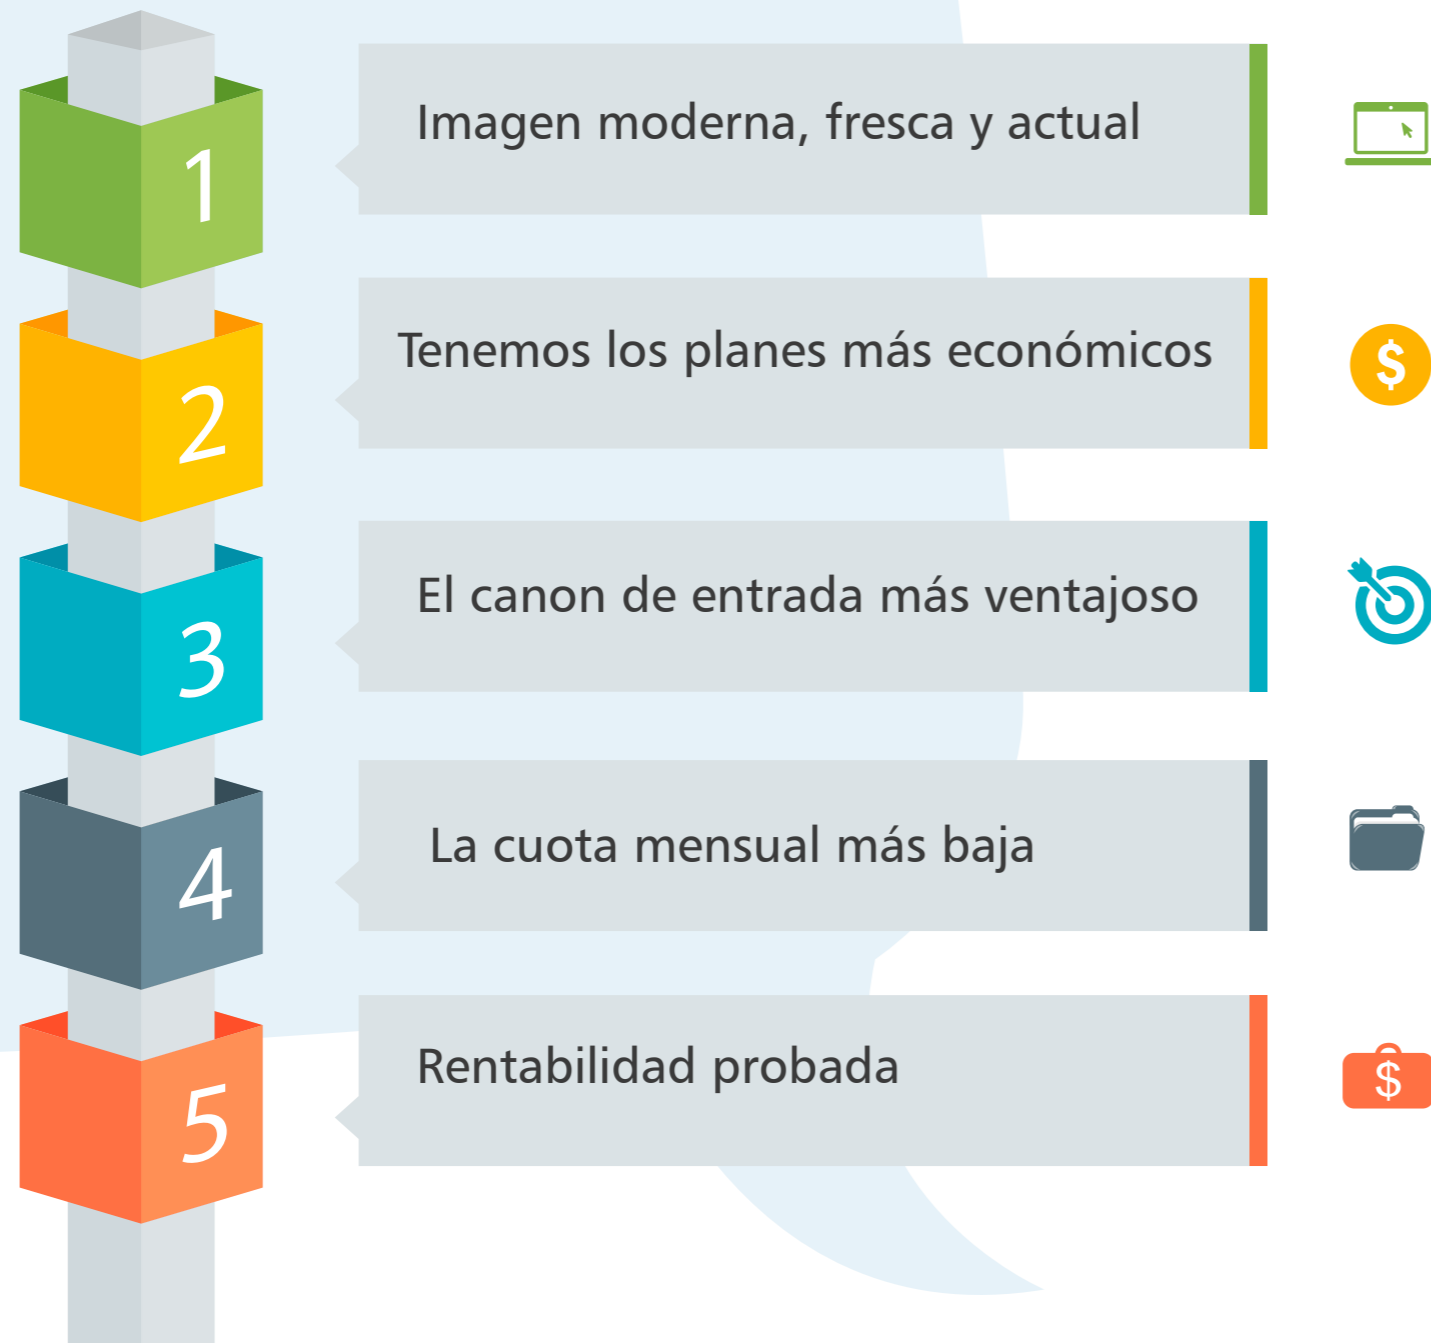 1
Imagen moderna, fresca y actual
2
Tenemos los planes más económicos
$
3
El canon de entrada más ventajoso
4
La cuota mensual más baja
5
Rentabilidad probada
$